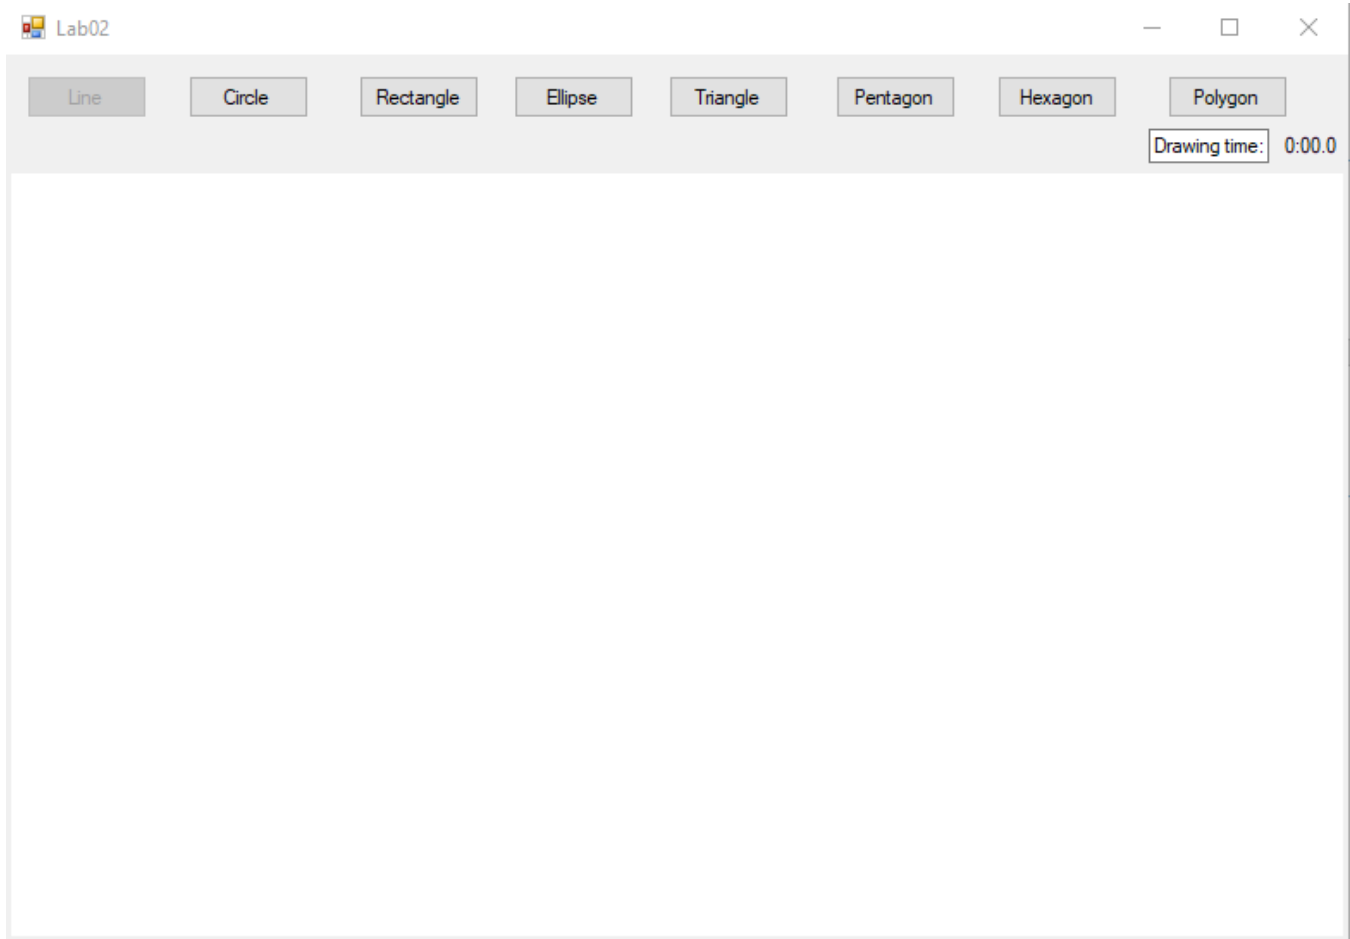 Lab02
Line Circle Rectangle Ellipse Triangle Pentagon Hexagon Polygon
Drawing time: 0:00.0